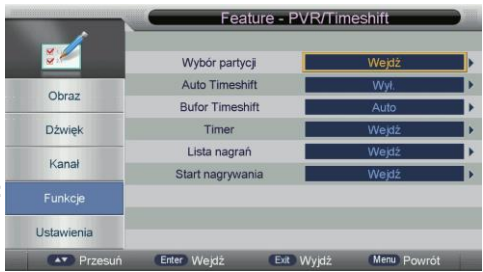 Feature - PVR/Timeshift
Wybór partycji Wejdź
Auto Timeshift Wył.
Bufor Timeshift Auto
Timer Wejdź
Lista nagrań Wejdź
Start nagrywania Wejdź
Obraz
Dźwięk
Kanał
Funkcje
Ustawienia
Przesuń Enter Wejdź Exit Wyjdź Menu Powrót